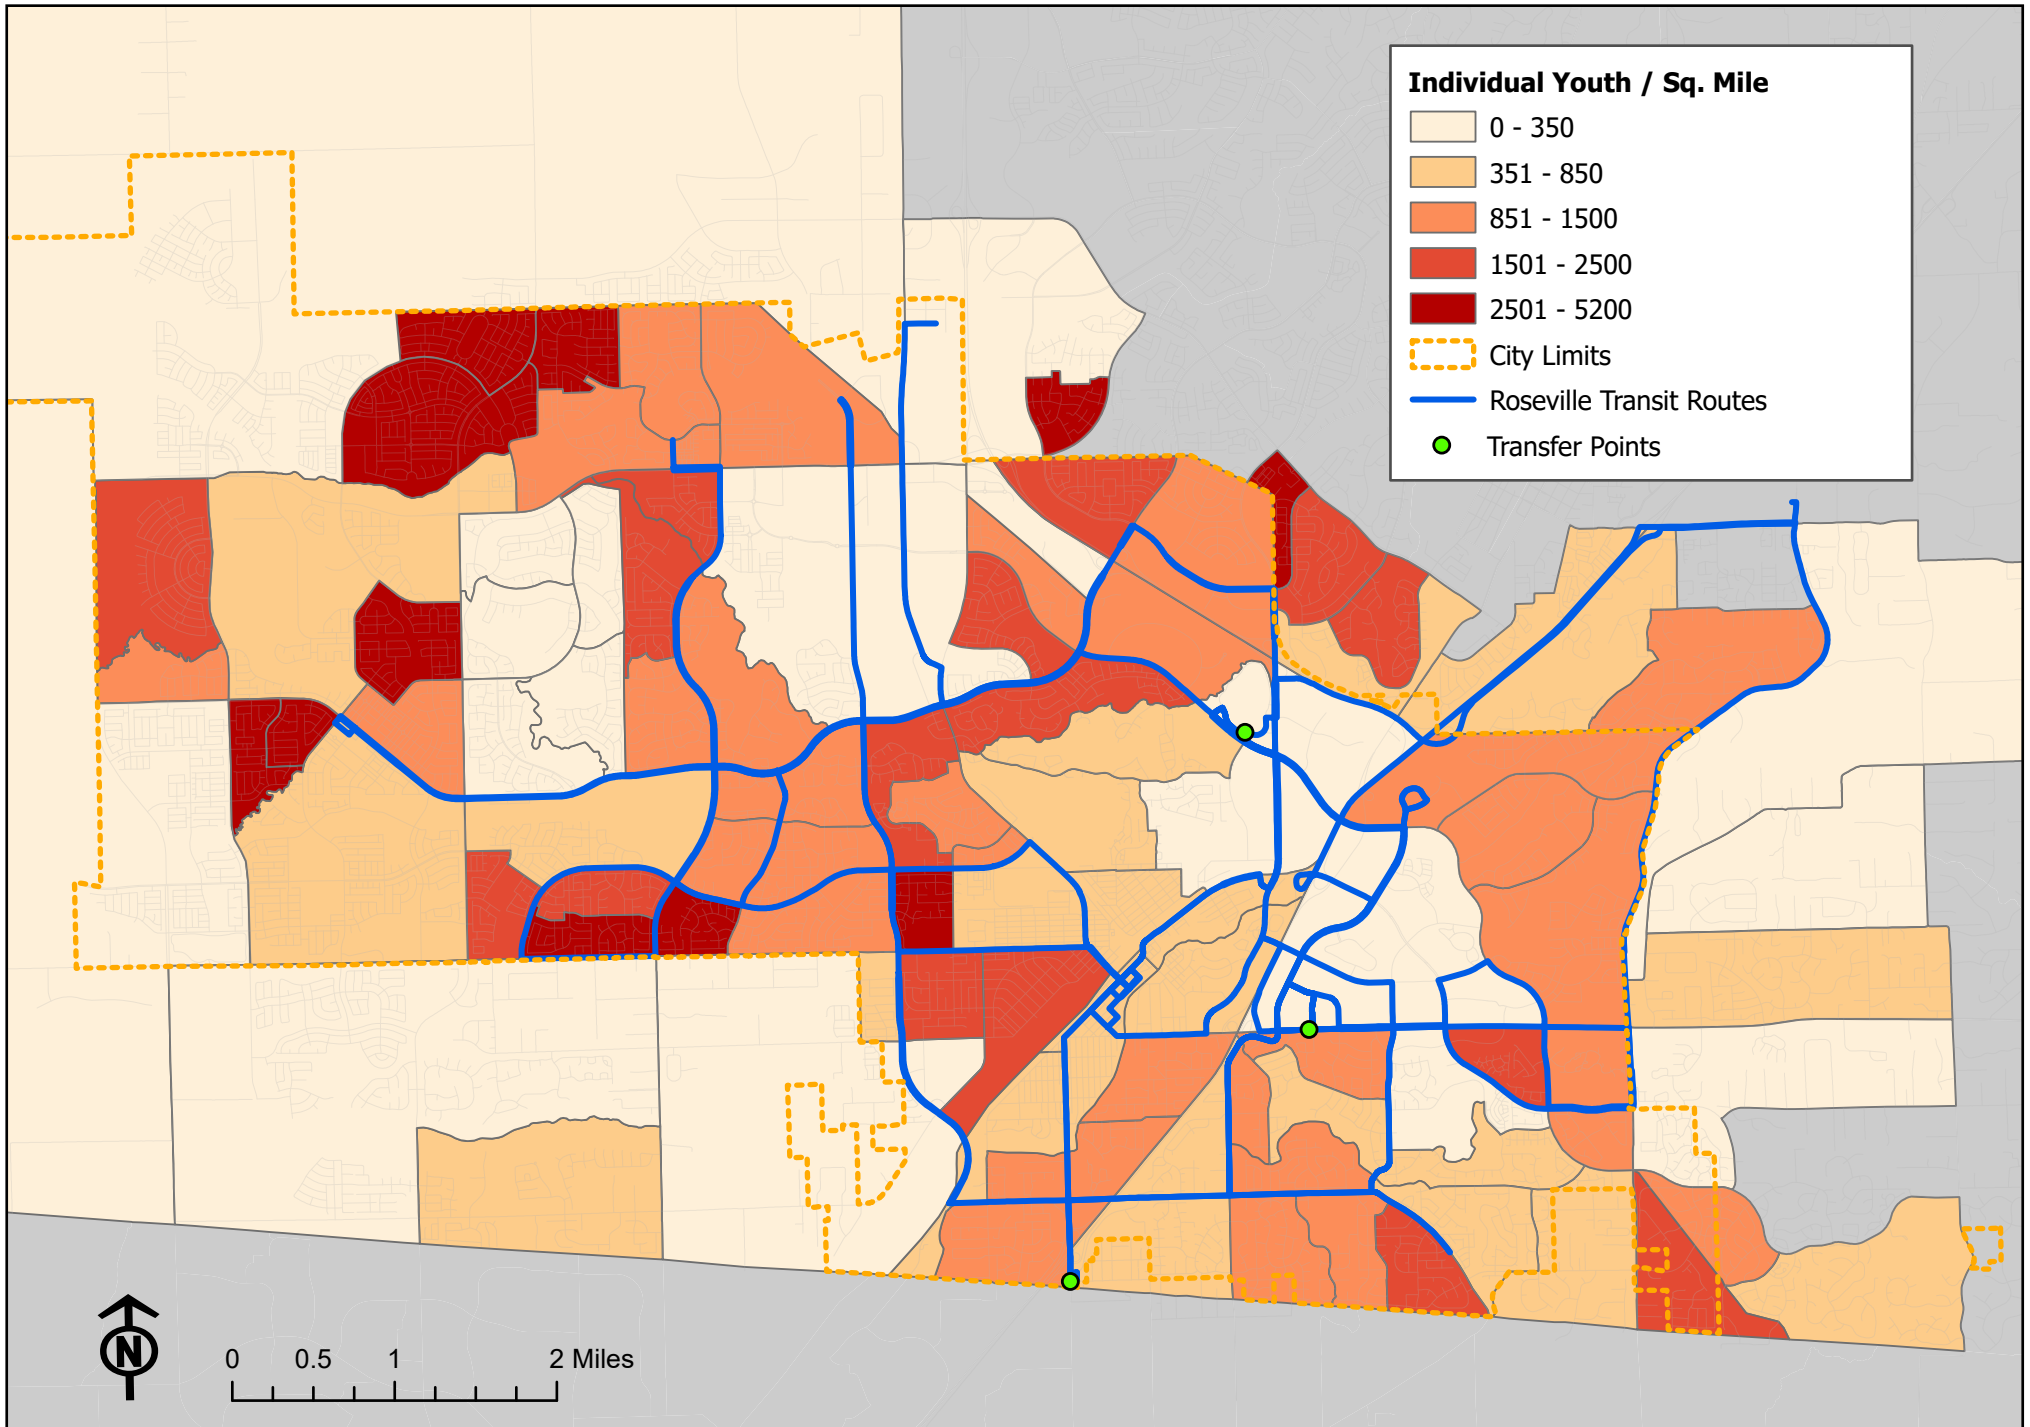 Individual Youth / Sq. Mile
0 - 350
351 - 850
851 - 1500
1501 - 2500
2501 - 5200
City Limits
Roseville Transit Routes
Transfer Points
N
0 0.5 1 2 Miles